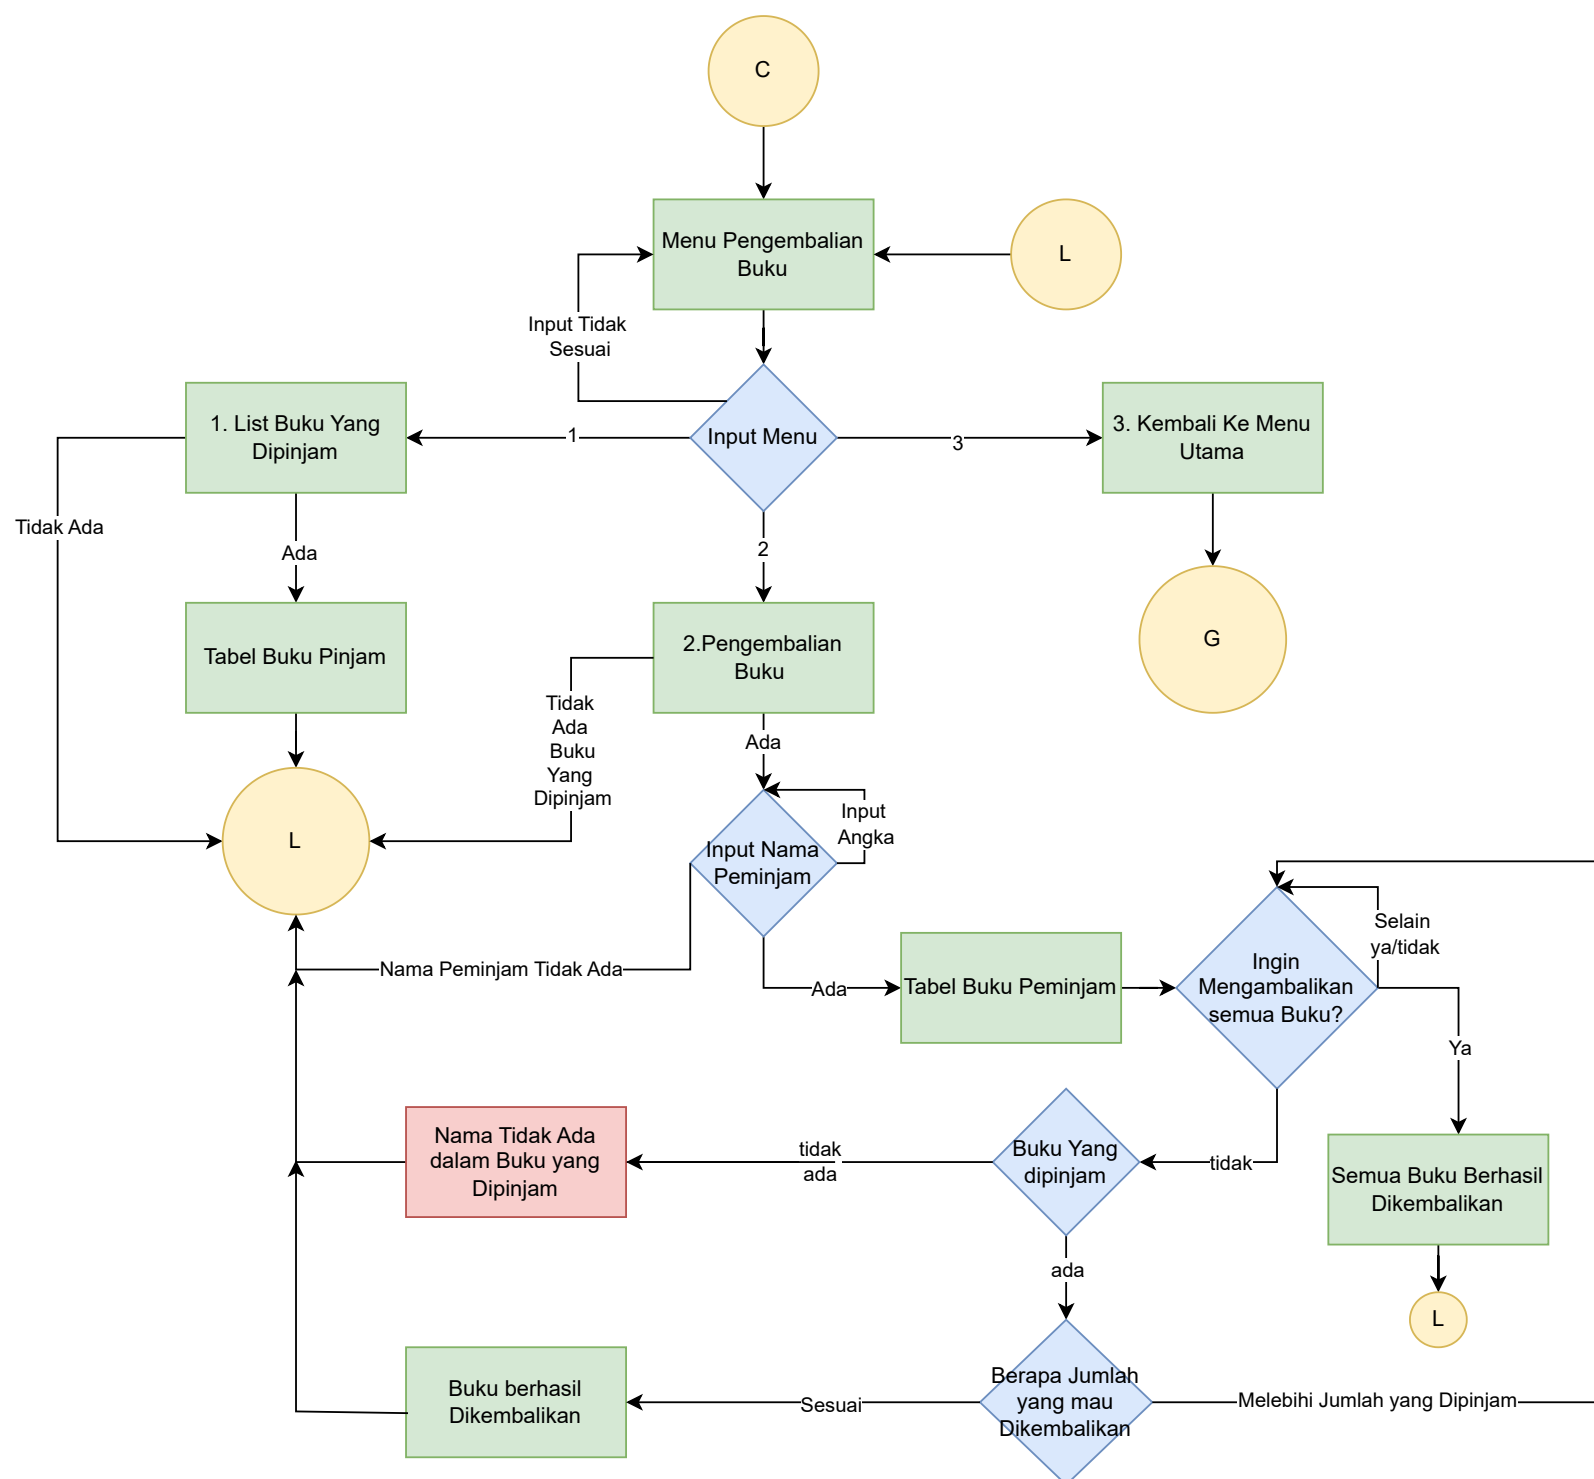 C
Menu Pengembalian
Buku
L
Input Tidak
Sesuai
1. List Buku Yang
Dipinjam
1
Input Menu
3
3. Kembali Ke Menu
Utama
Tidak Ada
Ada
2
Tabel Buku Pinjam
2.Pengembalian
Buku
G
Tidak
Ada
Buku
Yang
Dipinjam
Ada
Input
Angka
L
Input Nama
Peminjam
Selain
ya/tidak
Nama Peminjam Tidak Ada
Ada
Tabel Buku Peminjam
Ingin
Mengambalikan
semua Buku?
Ya
Nama Tidak Ada
dalam Buku yang
Dipinjam
tidak
ada
Buku Yang
dipinjam
tidak
Semua Buku Berhasil
Dikembalikan
ada
L
Buku berhasil
Dikembalikan
Sesuai
Berapa Jumlah
yang mau
Dikembalikan
Melebihi Jumlah yang Dipinjam